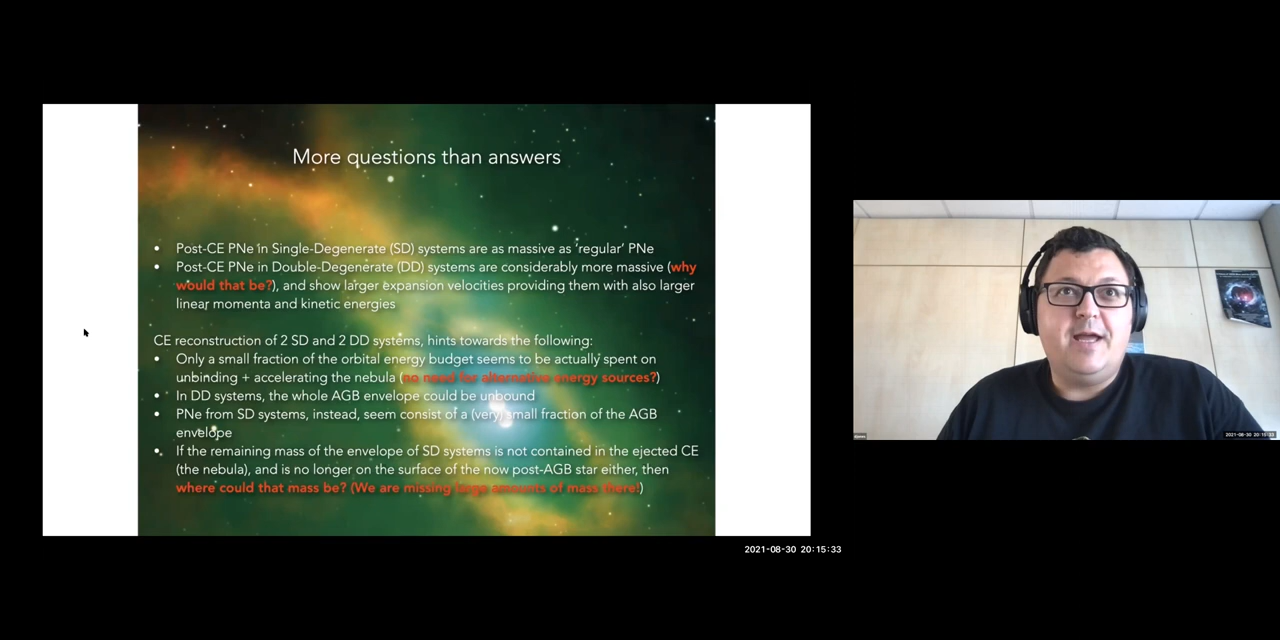 More questions than answers
• Post-CE PNe in Single-Degenerate (SD) systems are as massive as ‘regular’ PNe
• Post-CE PNe in Double-Degenerate (DD) systems are considerably more massive (why
would that be?), and show larger expansion velocities providing them with also larger
linear momenta and kinetic energies
CE reconstruction of 2 SD and 2 DD systems, hints towards the following:
• Only a small fraction of the orbital energy budget seems to be actually spent on
unbinding + accelerating the nebula (no need for alternative energy sources?)
• In DD systems, the whole AGB envelope could be unbound
• PNe from SD systems, instead, seem consist of a (very) small fraction of the AGB
envelope
• If the remaining mass of the envelope of SD systems is not contained in the ejected CE
(the nebula), and is no longer on the surface of the now post-AGB star either, then
where could that mass be? (We are missing large amounts of mass there!)
2021-08-30 20:15:33
2021-08-30 20:15:33